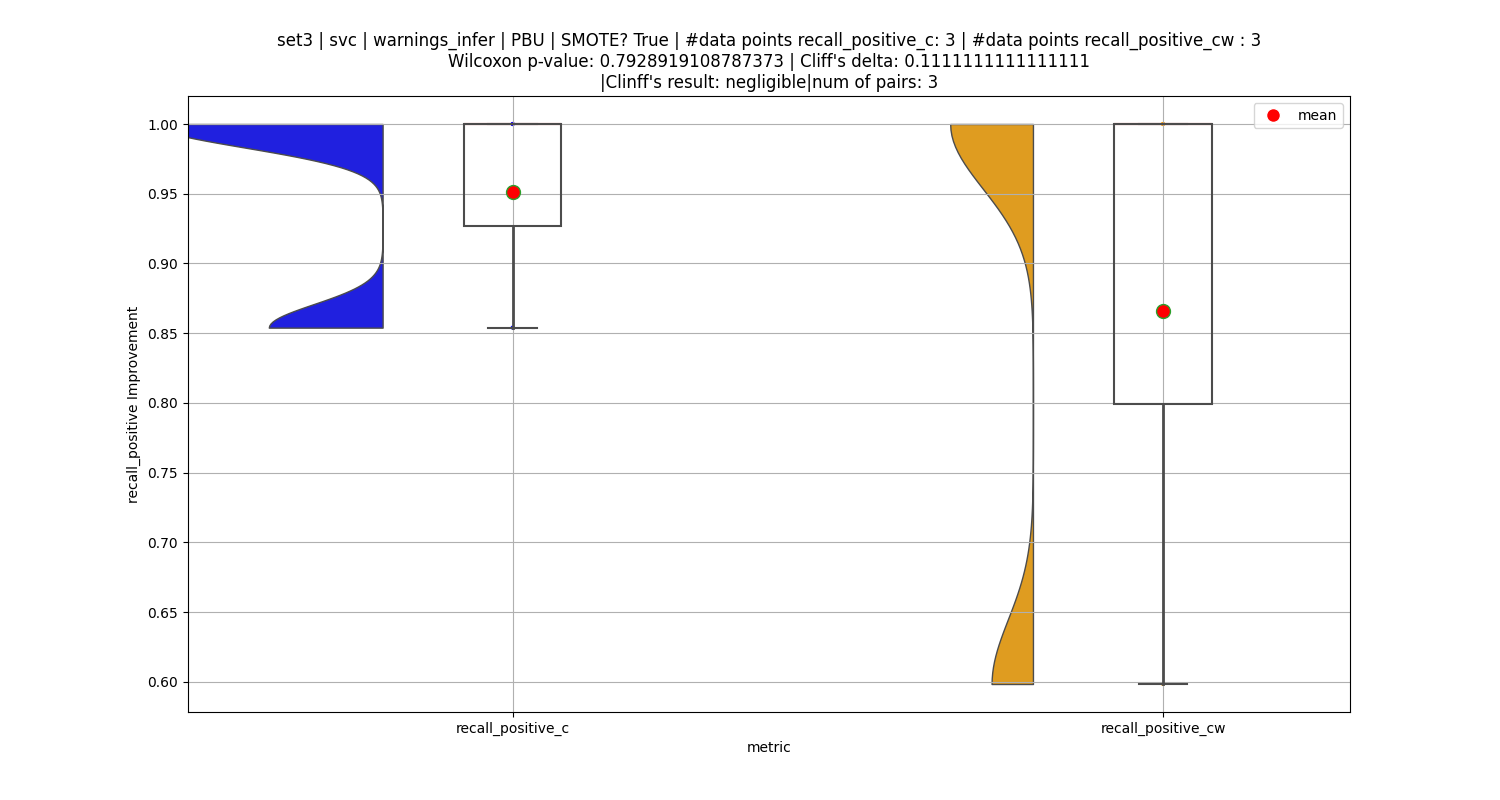 set3 | svc | warnings_infer | PBU | SMOTE? True | #data points recall_positive_c: 3 | #data points recall_positive_cw : 3
Wilcoxon p-value: 0.7928919108787373 | Cliff's delta: 0.1111111111111111
|Clinff's result: negligible|num of pairs: 3
mean
1.00
0.95
0.90
0.85
0.80
0.75
0.70
0.65
0.60
recall_positive Improvement
recall_positive_c
recall_positive_cw
metric